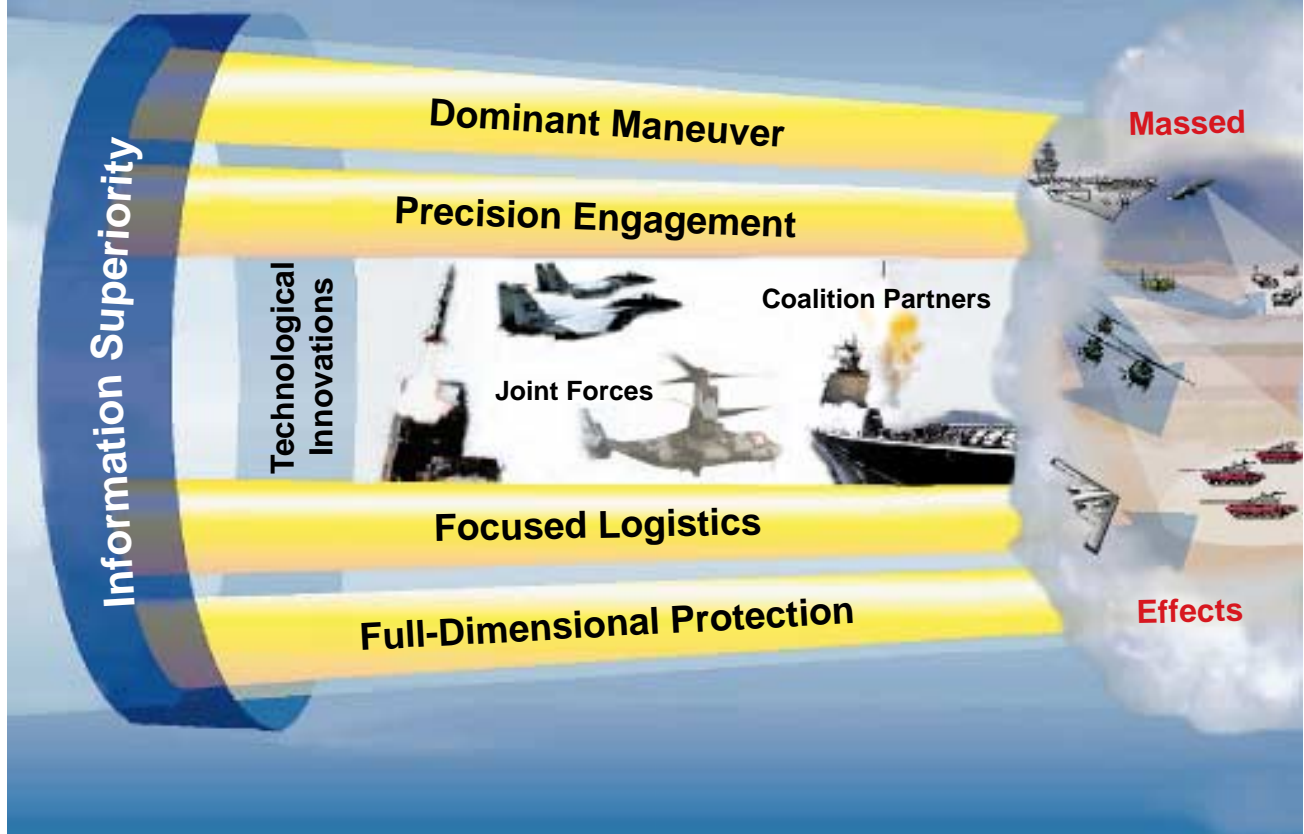 Information Superiority
Technological
Innovations
Dominant Maneuver
Precision Engagement
Coalition Partners
Joint Forces
Focused Logistics
Full-Dimensional Protection
Massed
Effects